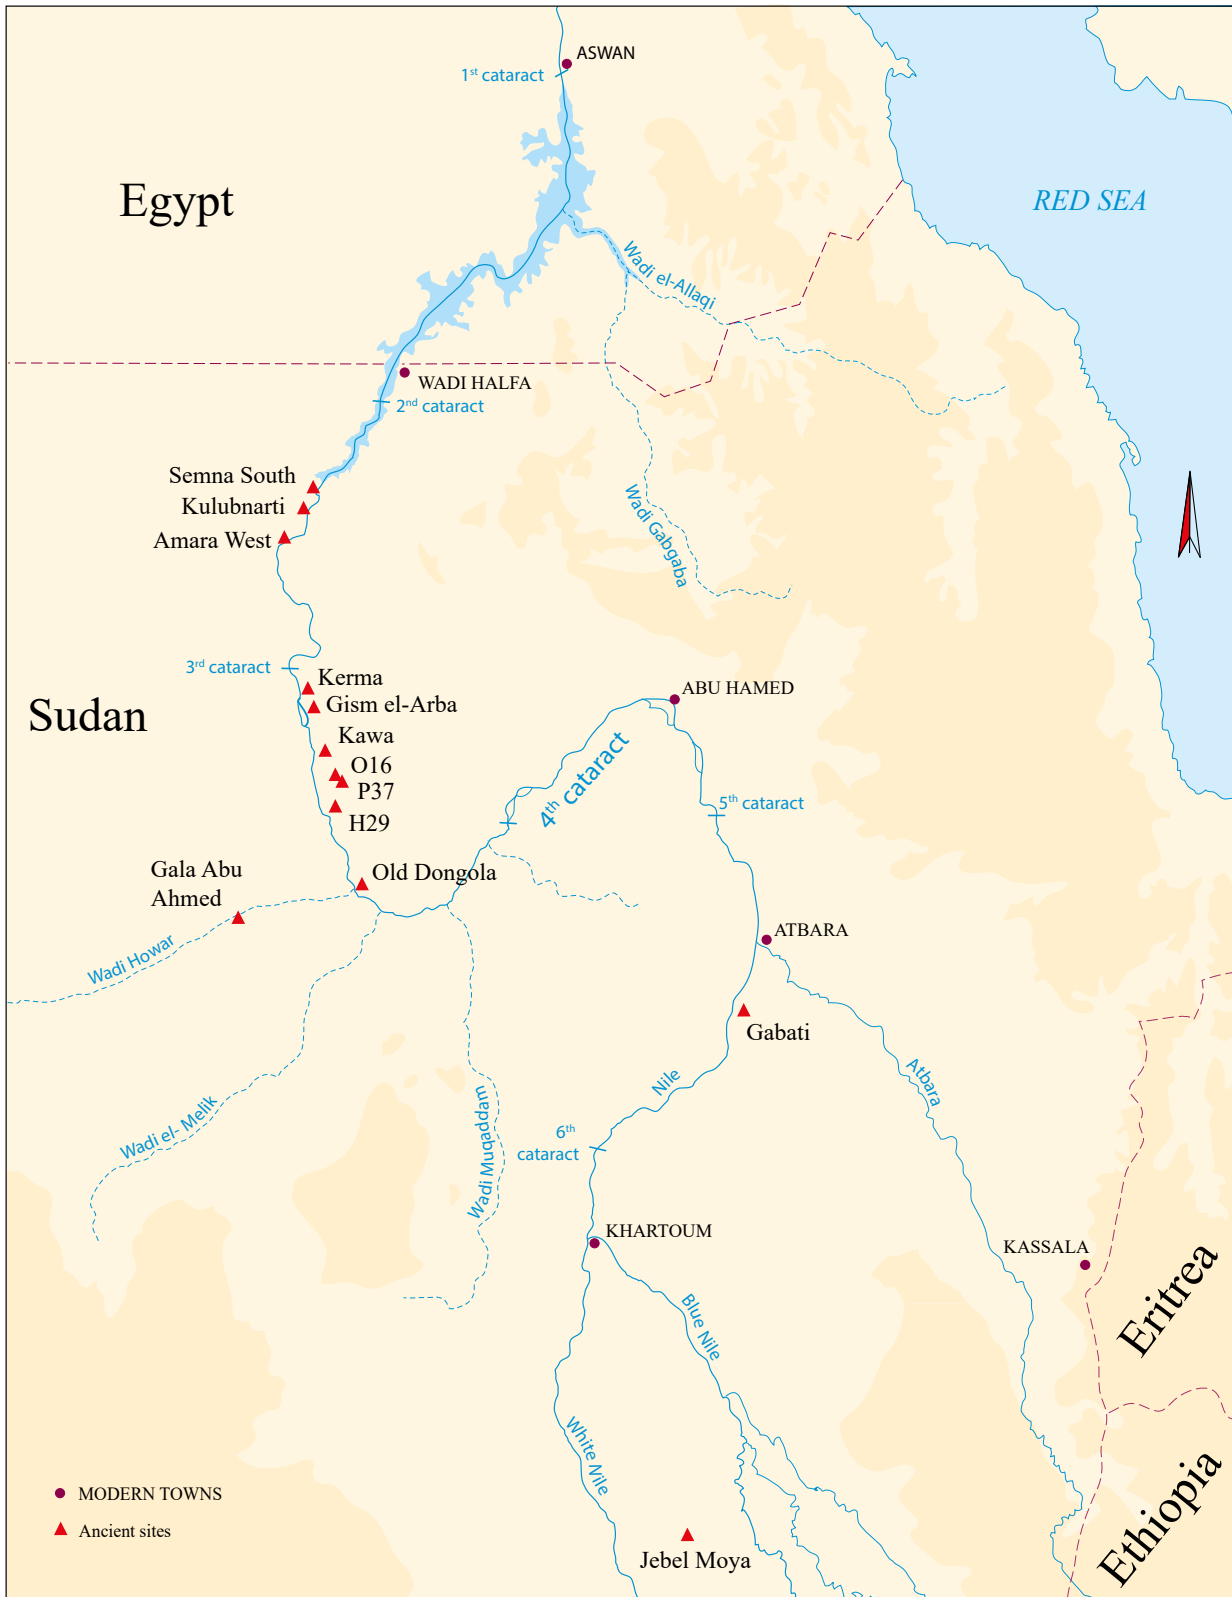 ASWAN
1st cataract
Egypt
RED SEA
Wadi el-Allaqi
WADI HALFA
2nd cataract
Semna South
Kulubnarti
Amara West
Wadi Gabgaba
3rd cataract
Kerma
Gism el-Arba
Sudan
ABU HAMED
Kawa
O16
P37
H29
4th cataract
5th cataract
Gala Abu
Ahmed
Old Dongola
Wadi Howar
ATBARA
Gabati
Nile
Atbara
Wadi el- Melik
Wadi Muqaddam
6th
cataract
KHARTOUM
KASSALA
Eritrea
Blue Nile
White Nile
Ethiopia
MODERN TOWNS
Ancient sites
Jebel Moya